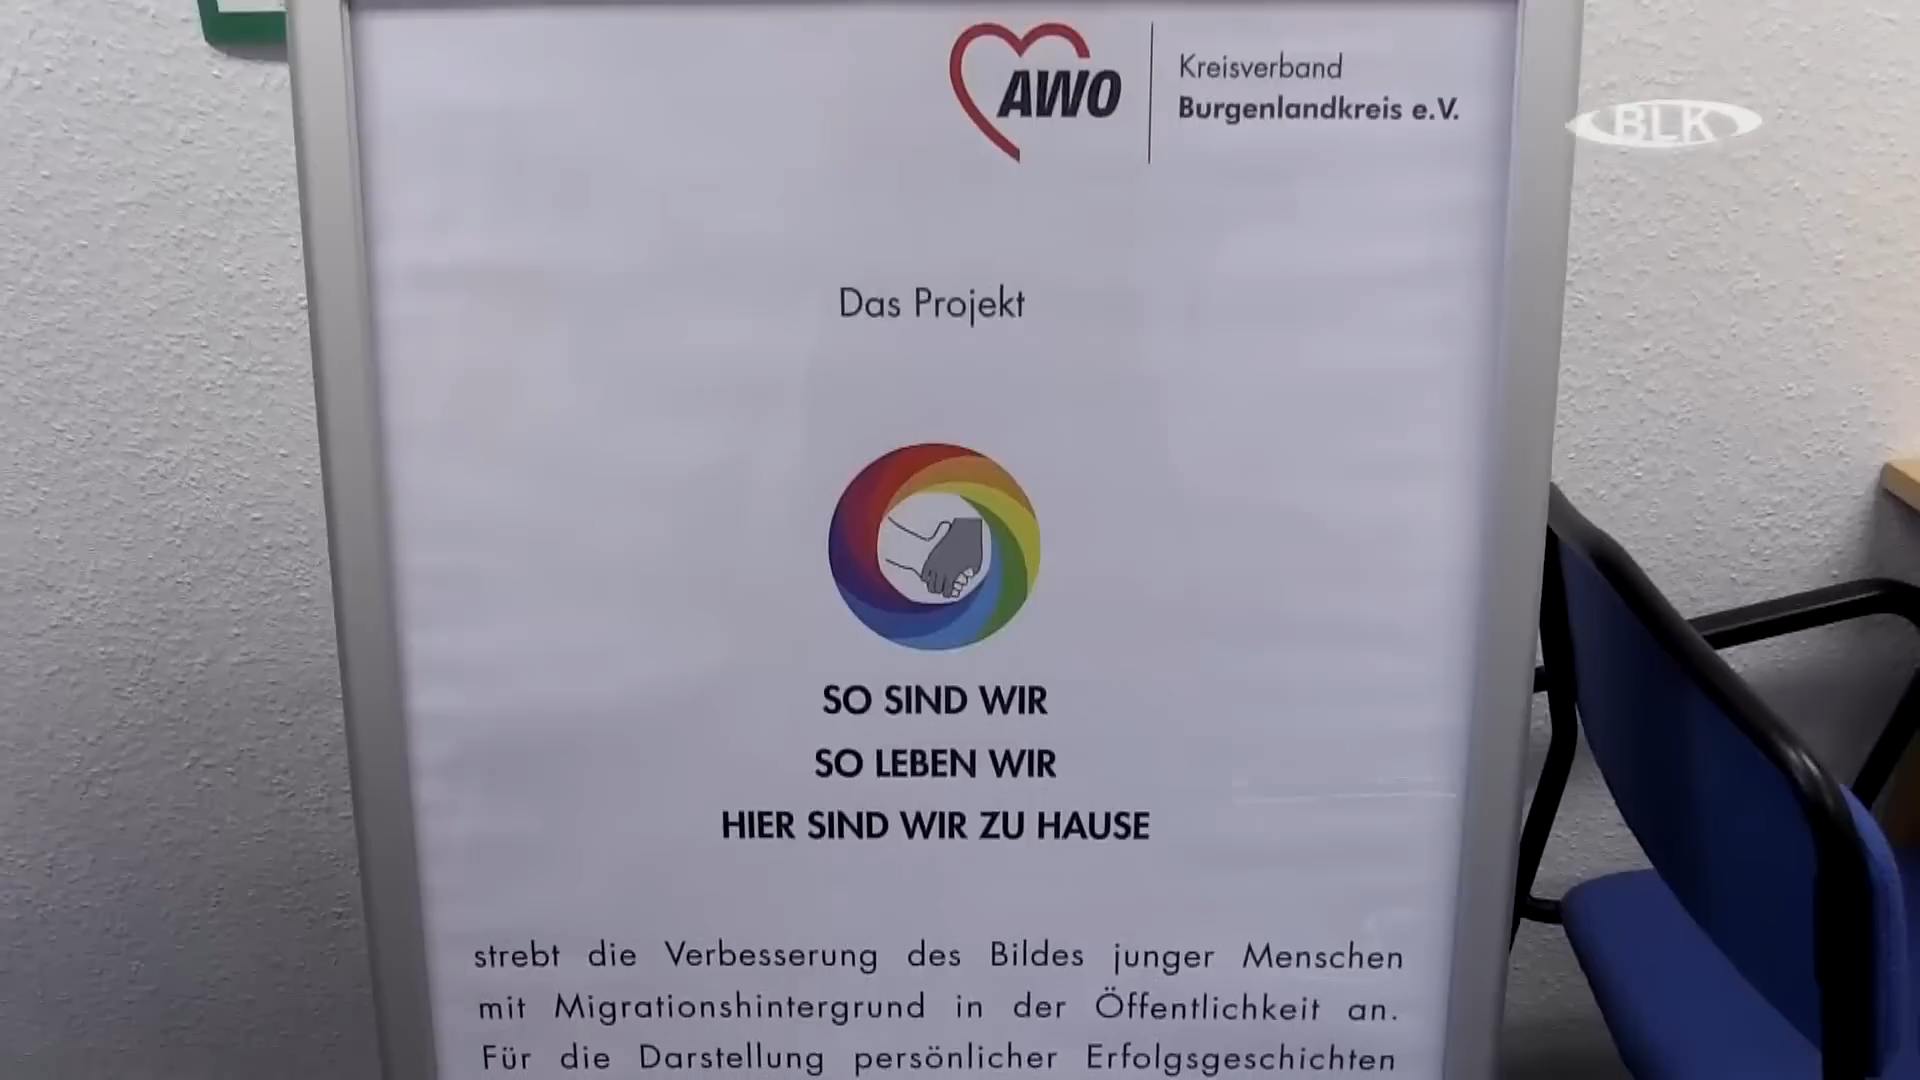 AWO
Kreisverband
Burgenlandkreis e.V.
BLK
Das Projekt
SO SIND WIR
SO LEBEN WIR
HIER SIND WIR ZU HAUSE
strebt die Verbesserung des Bildes junger Menschen
mit Migrationshintergrund in der Öffentlichkeit an.
Für die Darstellung persönlicher Erfolgsgeschichten